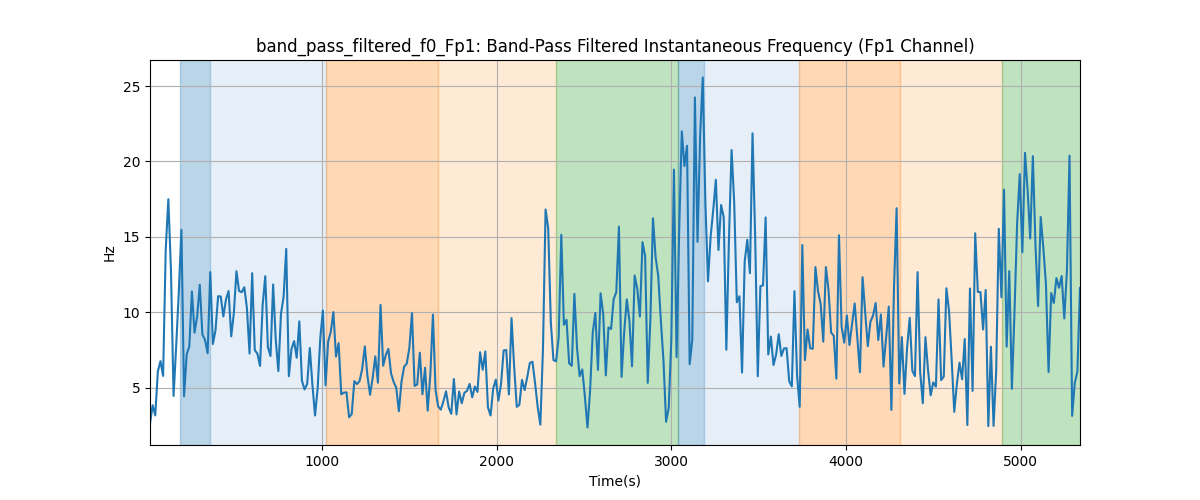 band_pass_filtered_f0_Fp1: Band-Pass Filtered Instantaneous Frequency (Fp1 Channel)
25
20
15
10
5
Hz
1000 2000 3000 4000 5000
Time(s)